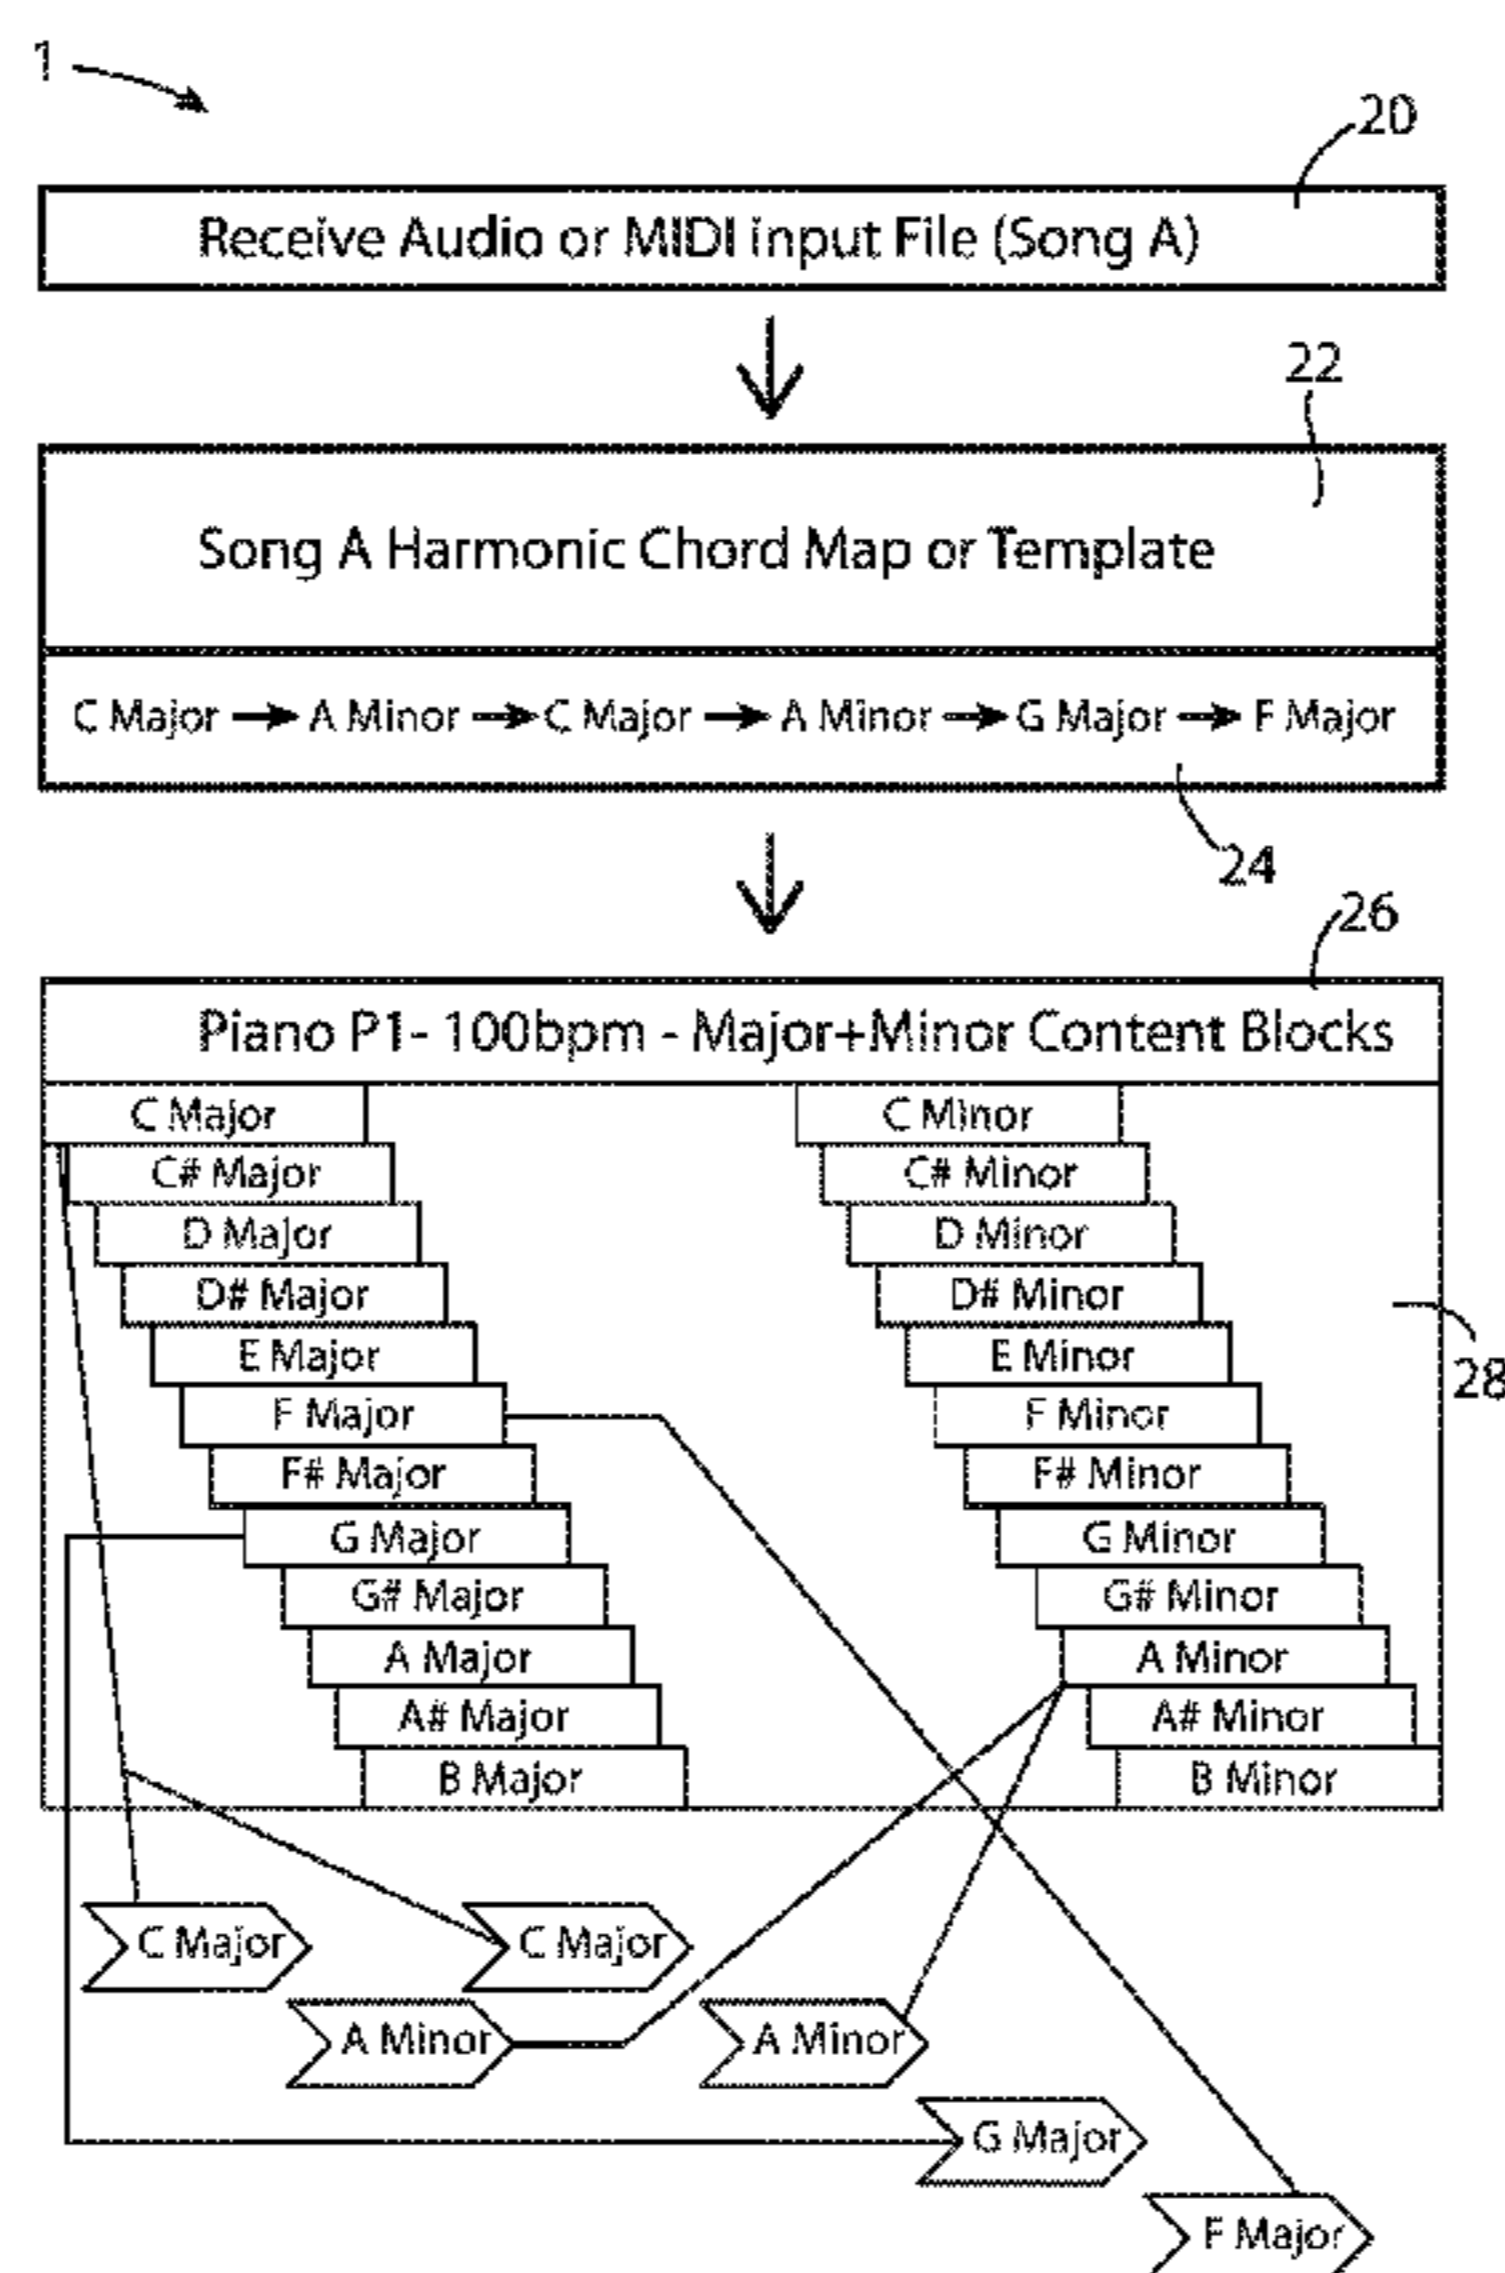 1
20
Receive Audio or MIDI input File (Song A)
22
Song A Harmonic Chord Map or Template
C Major A Minor C Major A Minor G Major F Major
24
26
Piano P1- 100bpm - Major+Minor Content Blocks
C Major C Minor
C# Major C# Minor
D Major D Minor
D# Major D# Minor
E Major E Minor
28
F Major F Minor
F# Major F# Minor
G Major G Minor
G# Major G# Minor
A Major A Minor
A# Major A# Minor
B Major B Minor
C Major C Major
A Minor A Minor
G Major
F Major